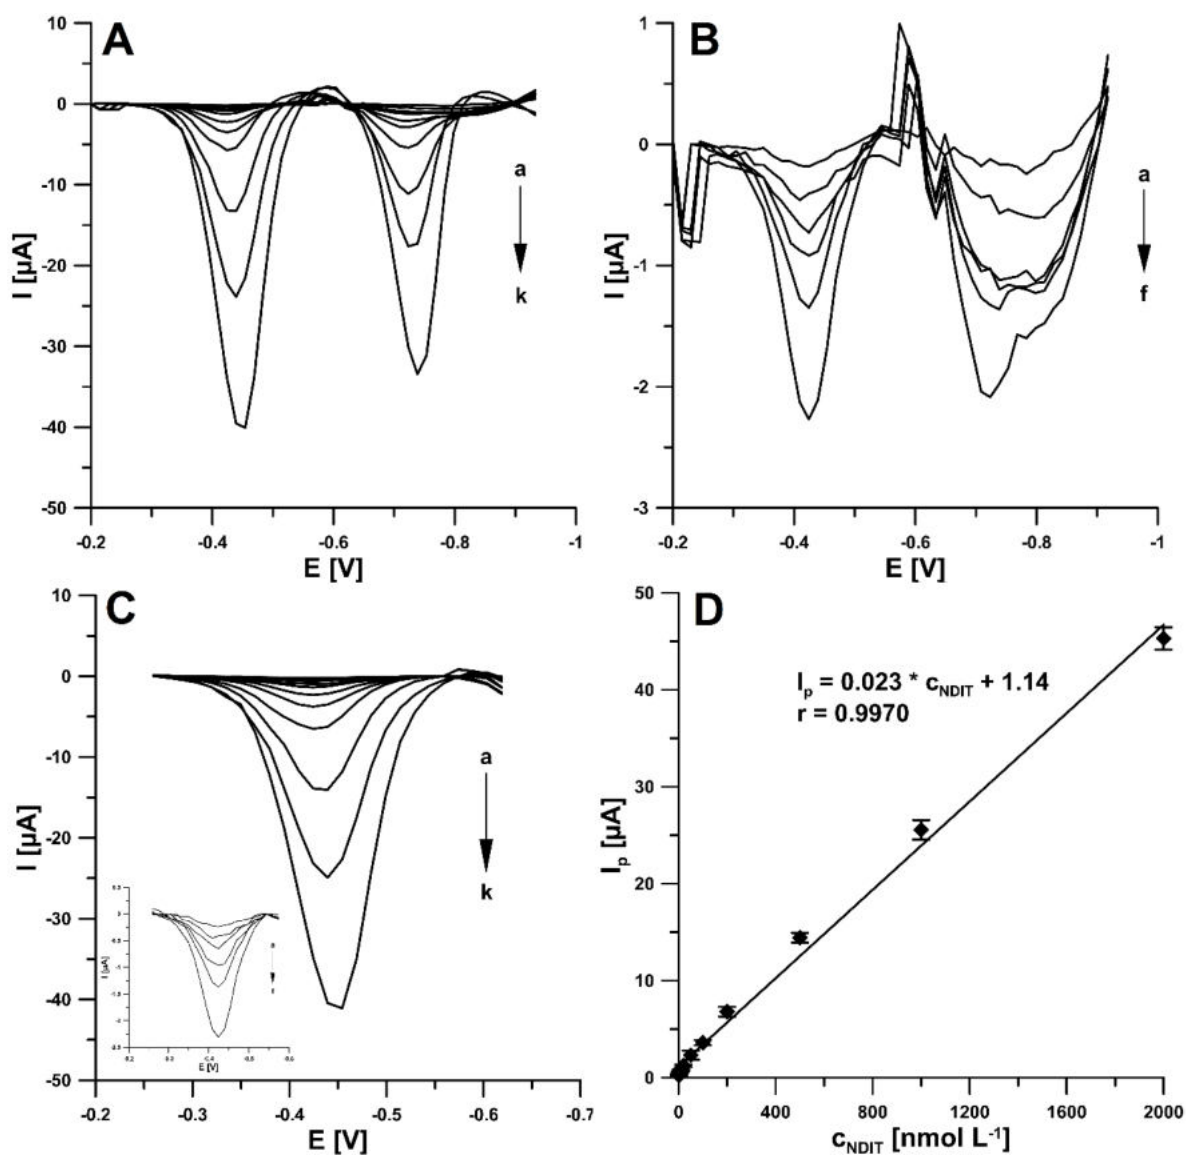 A
10
0
-10
-20
-30
-40
-50
I [µA]
a
k
-0.2
-0.4
-0.6
-0.8
-1
E [V]
B
1
0
-1
-2
-3
I [µA]
a
f
-0.2
-0.4
-0.6
-0.8
-1
E [V]
C
10
0
-10
-20
-30
-40
-50
I [µA]
a
k
I [µA]
E [V]
-0.2
-0.3
-0.4
-0.5
-0.6
-0.7
E [V]
D
50
40
30
20
10
0
Ip [µA]
Ip = 0.023 * cNDIT + 1.14
r = 0.9970
0
400
800
1200
1600
2000
cNDIT [nmol L-1]